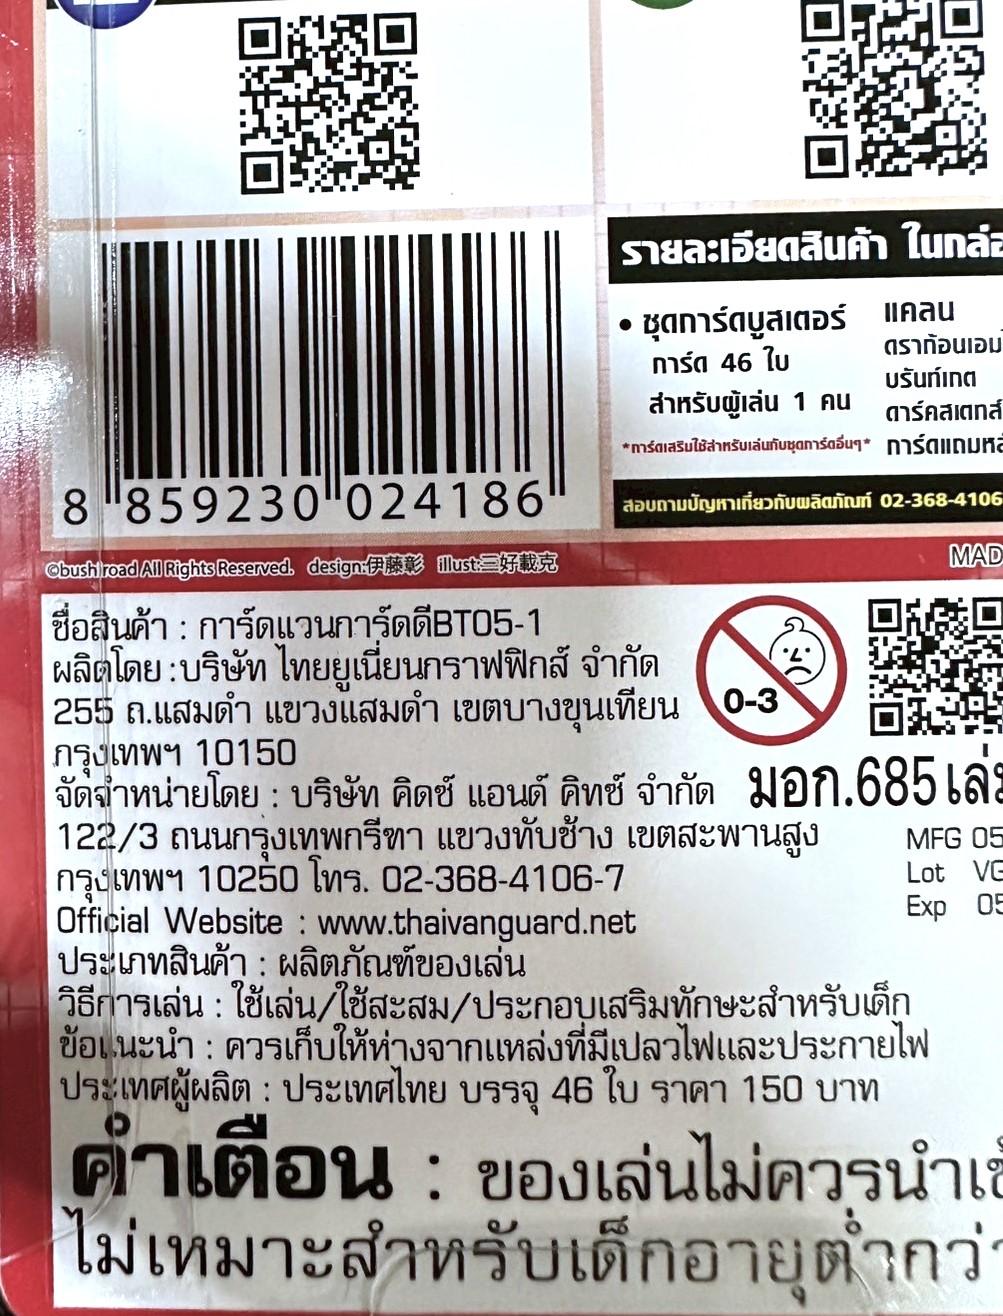 รายละเอียดสินค้า ในกล่อ
• ชุดการ์ดบูสเตอร์
การ์ด 46 ใบ
สำหรับผู้เล่น 1 คน
*การ์ดเสริมใช้สำหรับเล่นกับชุดการ์ดอื่นๆ*
แคลน
ดราก้อนเอม
บรันท์เกต
ดาร์คสเตทส์
การ์ดแถมหลั
สอบถามปัญหาเกี่ยวกับผลิตภัณฑ์ 02-368-4106
8 859230 024186
©bushiroad All Rights Reserved. design:伊藤彰 illust:三好載克
MAD
ชื่อสินค้า : การ์ดแวนการ์ดดีBT05-1
ผลิตโดย :บริษัท ไทยยูเนี่ยนกราฟฟิกส์ จำกัด
255 ถ.แสมดำ แขวงแสมดำ เขตบางขุนเทียน
กรุงเทพฯ 10150
จัดจำหน่ายโดย : บริษัท คิดซ์ แอนด์ คิทซ์ จำกัด
122/3 ถนนกรุงเทพกรีฑา แขวงทับช้าง เขตสะพานสูง
กรุงเทพฯ 10250 โทร. 02-368-4106-7
Official Website : www.thaivanguard.net
ประเภทสินค้า : ผลิตภัณฑ์ของเล่น
วิธีการเล่น : ใช้เล่น/ใช้สะสม/ประกอบเสริมทักษะสำหรับเด็ก
ข้อแนะนำ : ควรเก็บให้ห่างจากแหล่งที่มีเปลวไฟและประกายไฟ
ประเทศผู้ผลิต : ประเทศไทย บรรจุ 46 ใบ ราคา 150 บาท
0-3
มอก.685 เล่ม
MFG 05
Lot VG
Exp 05
คำเตือน : ของเล่นไม่ควรนำเข้
ไม่เหมาะสำหรับเด็กอายุต่ำกว่า